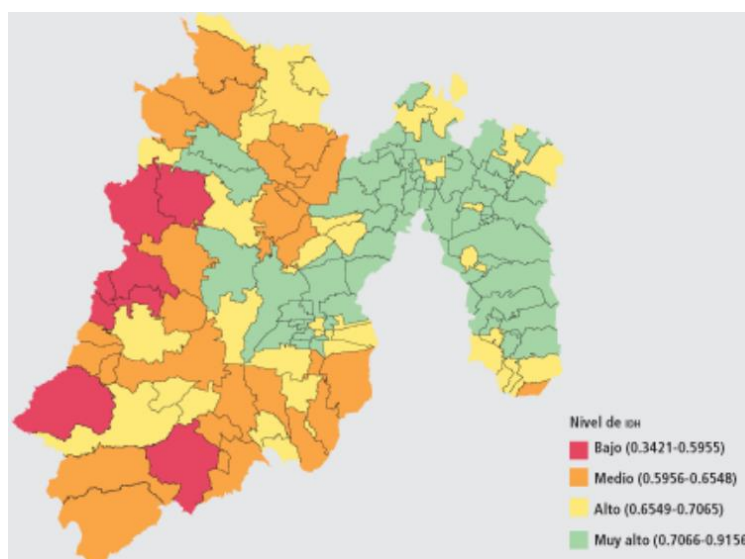 Nivel de IDH
Bajo (0.3421-0.5955)
Medio (0.5956-0.6548)
Alto (0.6549-0.7065)
Muy alto (0.7066-0.9156